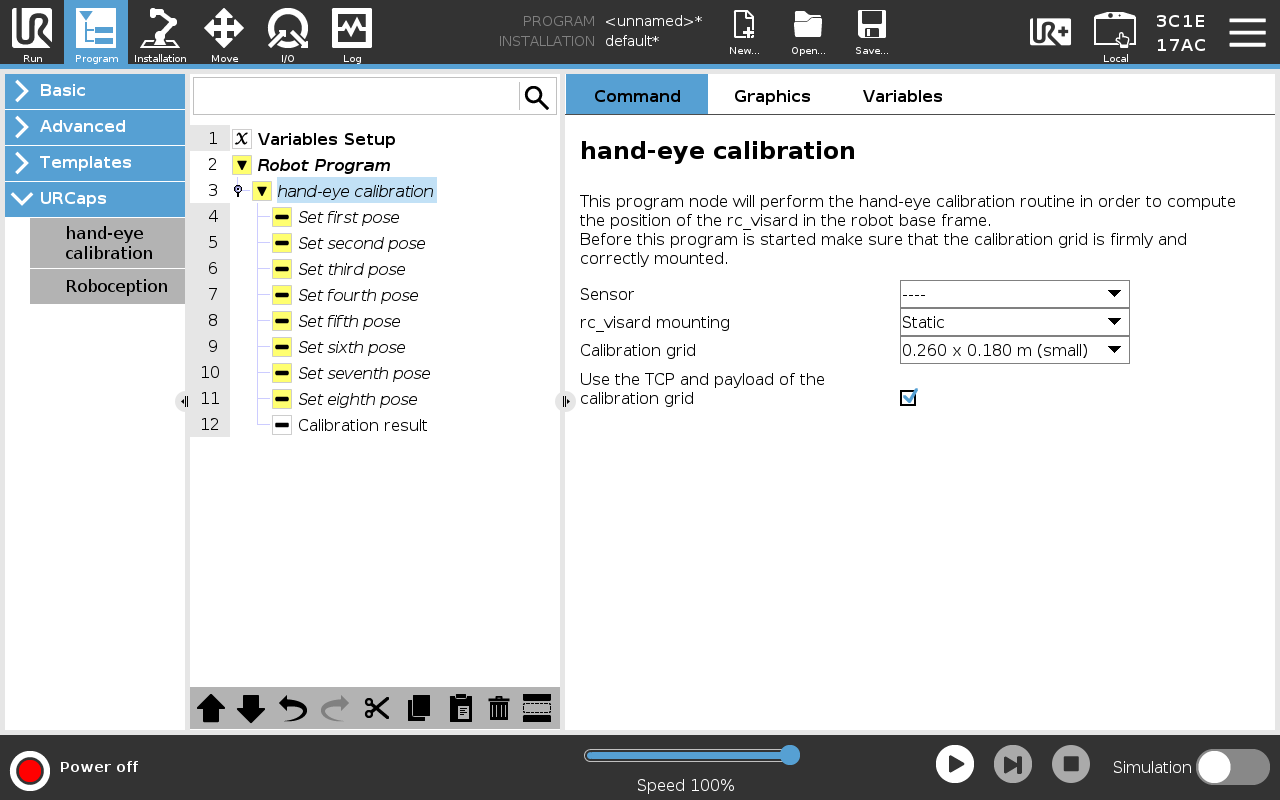 PROGRAM <unnamed>*
INSTALLATION default*
Run
Program
Installation
Move
I/O
Log
New...
Open...
Save...
UR
UR+
Local
3C1E
17AC
Basic
Advanced
Templates
URCaps
hand-eye
calibration
Roboception
1 x Variables Setup
2 Robot Program
3 hand-eye calibration
4 Set first pose
5 Set second pose
6 Set third pose
7 Set fourth pose
8 Set fifth pose
9 Set sixth pose
10 Set seventh pose
11 Set eighth pose
12 Calibration result
Command Graphics Variables
hand-eye calibration
This program node will perform the hand-eye calibration routine in order to compute
the position of the rc_visard in the robot base frame.
Before this program is started make sure that the calibration grid is firmly and
correctly mounted.
Sensor ----
rc_visard mounting Static
Calibration grid 0.260 x 0.180 m (small)
Use the TCP and payload of the
calibration grid
Power off
Speed 100%
Simulation